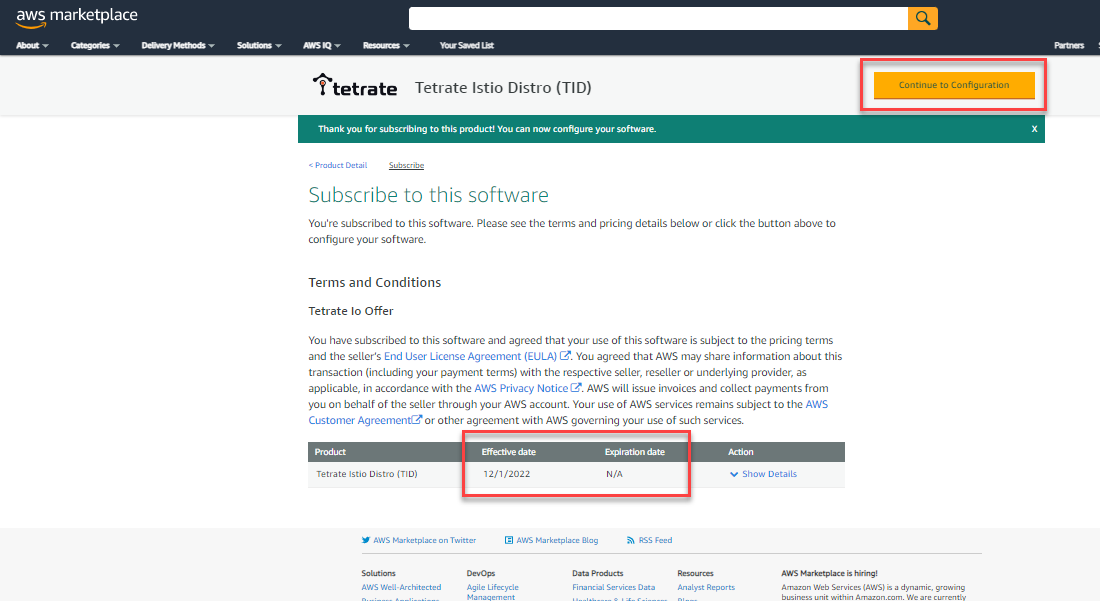 aws marketplace
About Categories Delivery Methods Solutions AWS IQ Resources Your Saved List Partners
tetrate Tetrate Istio Distro (TID) Continue to Configuration
Thank you for subscribing to this product! You can now configure your software. X
< Product Detail Subscribe
Subscribe to this software
You're subscribed to this software. Please see the terms and pricing details below or click the button above to
configure your software.
Terms and Conditions
Tetrate Io Offer
You have subscribed to this software and agreed that your use of this software is subject to the pricing terms
and the seller's End User License Agreement (EULA). You agreed that AWS may share information about this
transaction (including your payment terms) with the respective seller, reseller or underlying provider, as
applicable, in accordance with the AWS Privacy Notice. AWS will issue invoices and collect payments from
you on behalf of the seller through your AWS account. Your use of AWS services remains subject to the AWS
Customer Agreement or other agreement with AWS governing your use of such services.
Product Effective date Expiration date Action
Tetrate Istio Distro (TID) 12/1/2022 N/A Show Details
AWS Marketplace on Twitter AWS Marketplace Blog RSS Feed
Solutions DevOps Data Products Resources AWS Marketplace is hiring!
AWS Well-Architected Agile Lifecycle Financial Services Data Analyst Reports Amazon Web Services (AWS) is a dynamic, growing
Management business unit within Amazon.com. We are currently